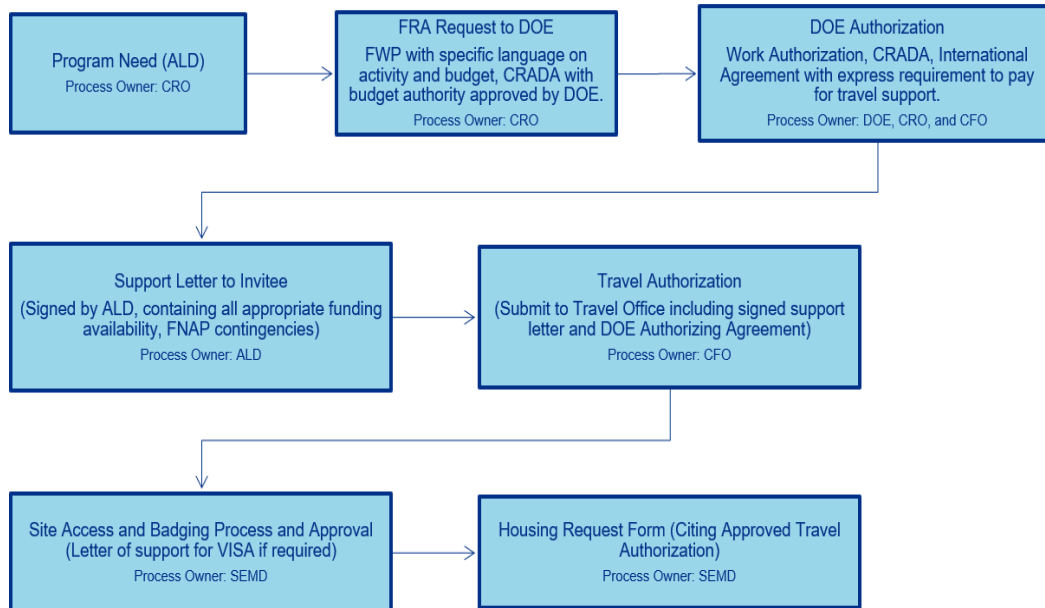 Program Need (ALD)
Process Owner: CRO
FRA Request to DOE
FWP with specific language on
activity and budget, CRADA with
budget authority approved by DOE.
Process Owner: CRO
DOE Authorization
Work Authorization, CRADA, International
Agreement with express requirement to pay
for travel support.
Process Owner: DOE, CRO, and CFO
Support Letter to Invitee
(Signed by ALD, containing all appropriate funding
availability, FNAP contingencies)
Process Owner: ALD
Travel Authorization
(Submit to Travel Office including signed support
letter and DOE Authorizing Agreement)
Process Owner: CFO
Site Access and Badging Process and Approval
(Letter of support for VISA if required)
Process Owner: SEMD
Housing Request Form (Citing Approved Travel
Authorization)
Process Owner: SEMD